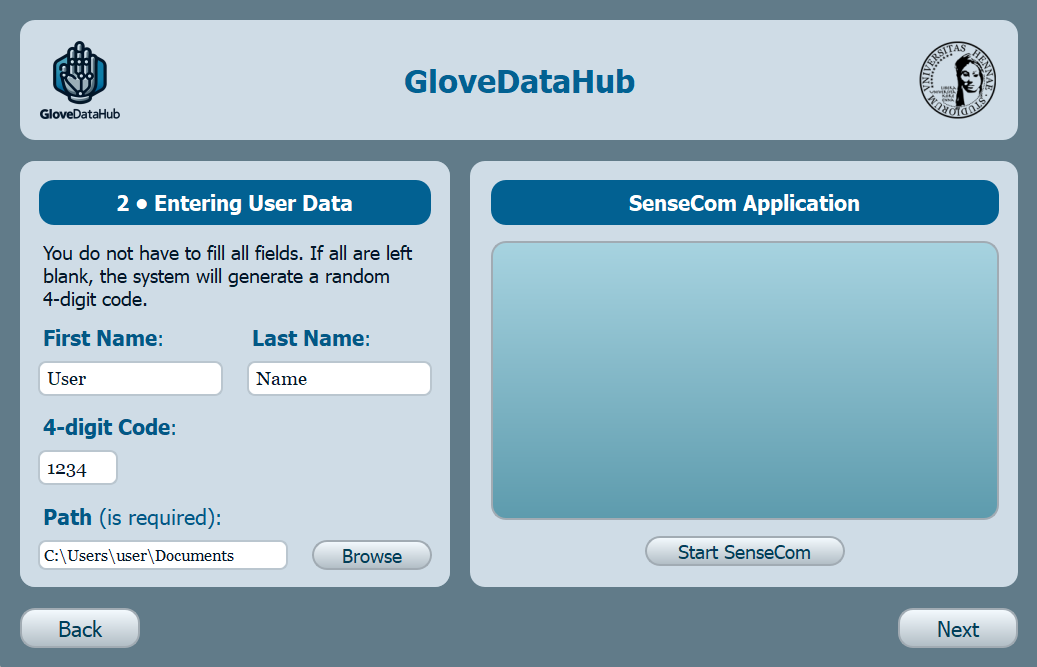 GloveDataHub
GloveDataHub
UNIVERSITAS HENNAE
STUDIORUM
2 • Entering User Data
You do not have to fill all fields. If all are left
blank, the system will generate a random
4-digit code.
First Name:
Last Name:
User
Name
4-digit Code:
1234
Path (is required):
C:\Users\user\Documents
Browse
SenseCom Application
Start SenseCom
Back
Next